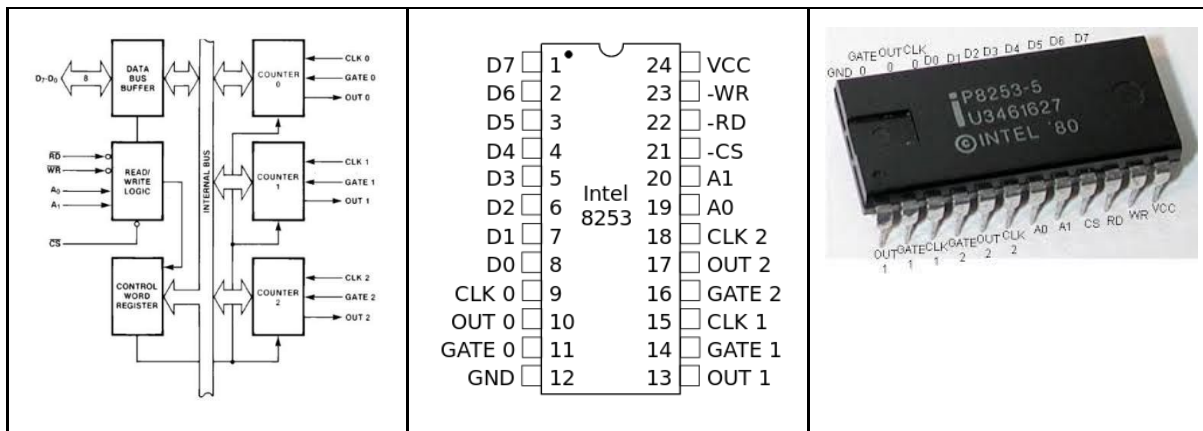 DATA
BUS
BUFFER
D7-D0
8
RD
WR
A0
A1
CS
READ/
WRITE
LOGIC
CONTROL
WORD
REGISTER
INTERNAL BUS
COUNTER
0
CLK 0
GATE 0
OUT 0
COUNTER
1
CLK 1
GATE 1
OUT 1
COUNTER
2
CLK 2
GATE 2
OUT 2
Intel
8253
D7 1
D6 2
D5 3
D4 4
D3 5
D2 6
D1 7
D0 8
CLK 0 9
OUT 0 10
GATE 0 11
GND 12
24 VCC
23 -WR
22 -RD
21 -CS
20 A1
19 A0
18 CLK 2
17 OUT 2
16 GATE 2
15 CLK 1
14 GATE 1
13 OUT 1
GND GATE 0 OUT 0 CLK 0 D0 D1 D2 D3 D4 D5 D6 D7
iP8253-5
U3461627
©INTEL '80
OUT 1 GATE 1 CLK 1 GATE 2 OUT 2 CLK 2 A0 A1 CS RD WR VCC